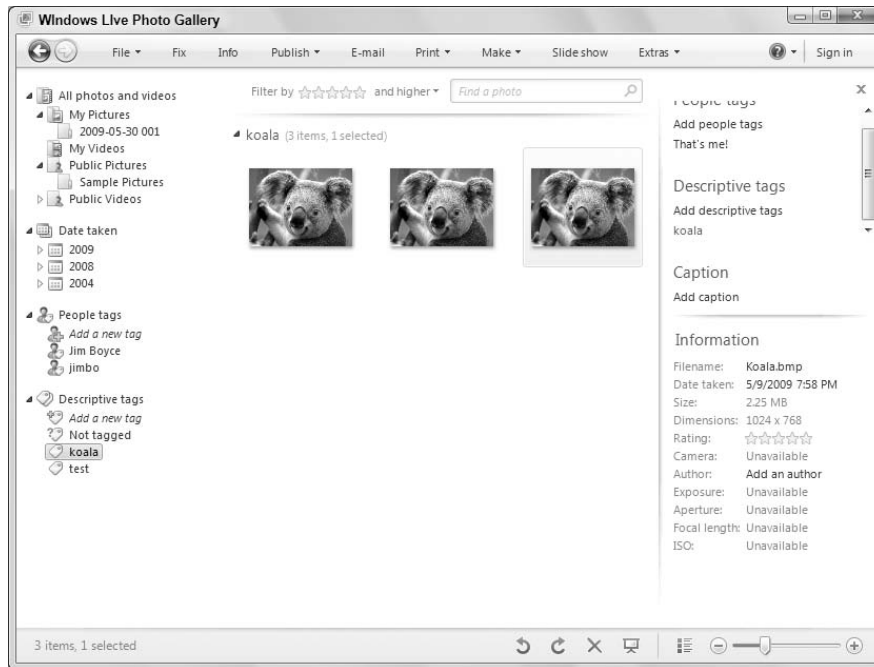 WIndows LIve Photo Gallery
File Fix Info Publish E-mail Print Make Slide show Extras Sign in
All photos and videos
My Pictures
2009-05-30 001
My Videos
Public Pictures
Sample Pictures
Public Videos
Date taken
2009
2008
2004
People tags
Add a new tag
Jim Boyce
jimbo
Descriptive tags
Add a new tag
Not tagged
koala
test
Filter by and higher Find a photo
koala (3 items, 1 selected)
People tags
Add people tags
That's me!
Descriptive tags
Add descriptive tags
koala
Caption
Add caption
Information
Filename: Koala.bmp
Date taken: 5/9/2009 7:58 PM
Size: 2.25 MB
Dimensions: 1024 x 768
Rating:
Camera: Unavailable
Author: Add an author
Exposure: Unavailable
Aperture: Unavailable
Focal length: Unavailable
ISO: Unavailable
3 items, 1 selected